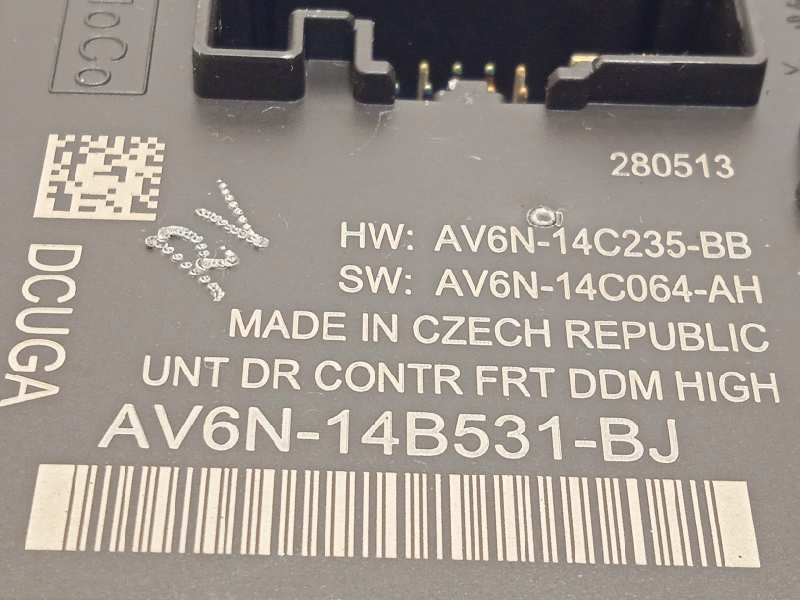 280513
HW: AV6N-14C235-BB
SW: AV6N-14C064-AH
MADE IN CZECH REPUBLIC
UNT DR CONTR FRT DDM HIGH
AV6N-14B531-BJ
DCUGA